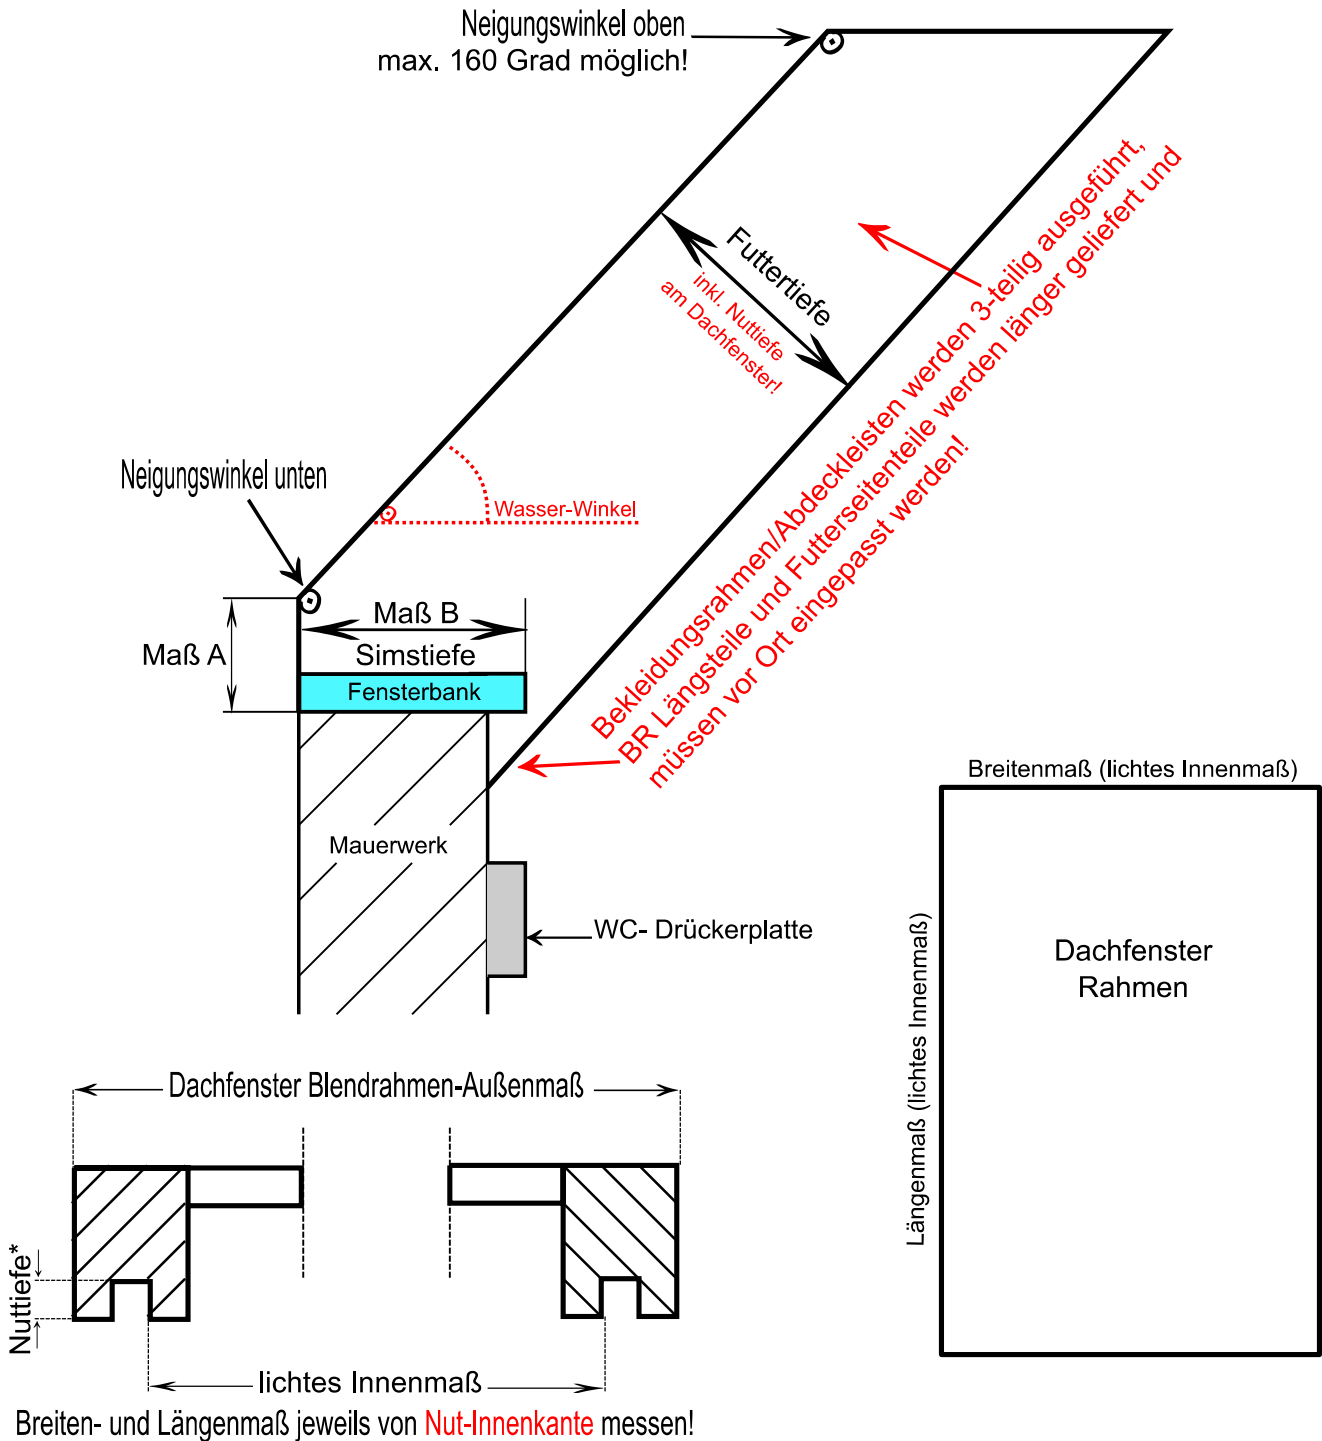 Neigungswinkel oben
max. 160 Grad möglich!
Futtertiefe
inkl. Nuttiefe
am Dachfenster!
Bekleidungsrahmen/Abdeckleisten werden 3-teilig ausgeführt,
BR Längsteile und Futterseitenteile werden länger geliefert und
müssen vor Ort eingepasst werden!
Neigungswinkel unten
Wasser-Winkel
Maß A
Maß B
Simstiefe
Fensterbank
Mauerwerk
WC- Drückerplatte
Breitenmaß (lichtes Innenmaß)
Längenmaß (lichtes Innenmaß)
Dachfenster
Rahmen
Dachfenster Blendrahmen-Außenmaß
Nuttiefe*
lichtes Innenmaß
Breiten- und Längenmaß jeweils von Nut-Innenkante messen!